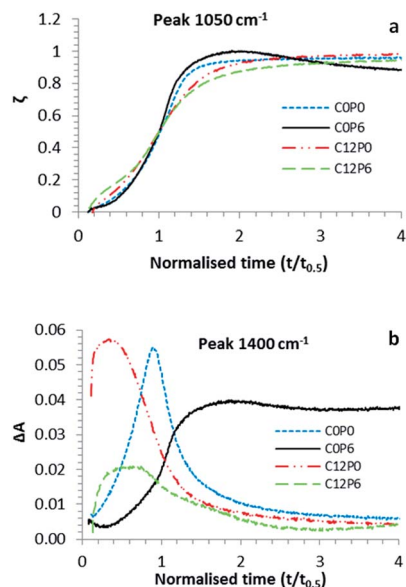 Peak 1050 cm⁻¹
a
1.2
1
0.8
0.6
0.4
0.2
0
ζ
C0P0
C0P6
C12P0
C12P6
0 1 2 3 4
Normalised time (t/t₀.₅)
Peak 1400 cm⁻¹
b
0.06
0.05
0.04
0.03
0.02
0.01
0.00
ΔA
C0P0
C0P6
C12P0
C12P6
0 1 2 3 4
Normalised time (t/t₀.₅)